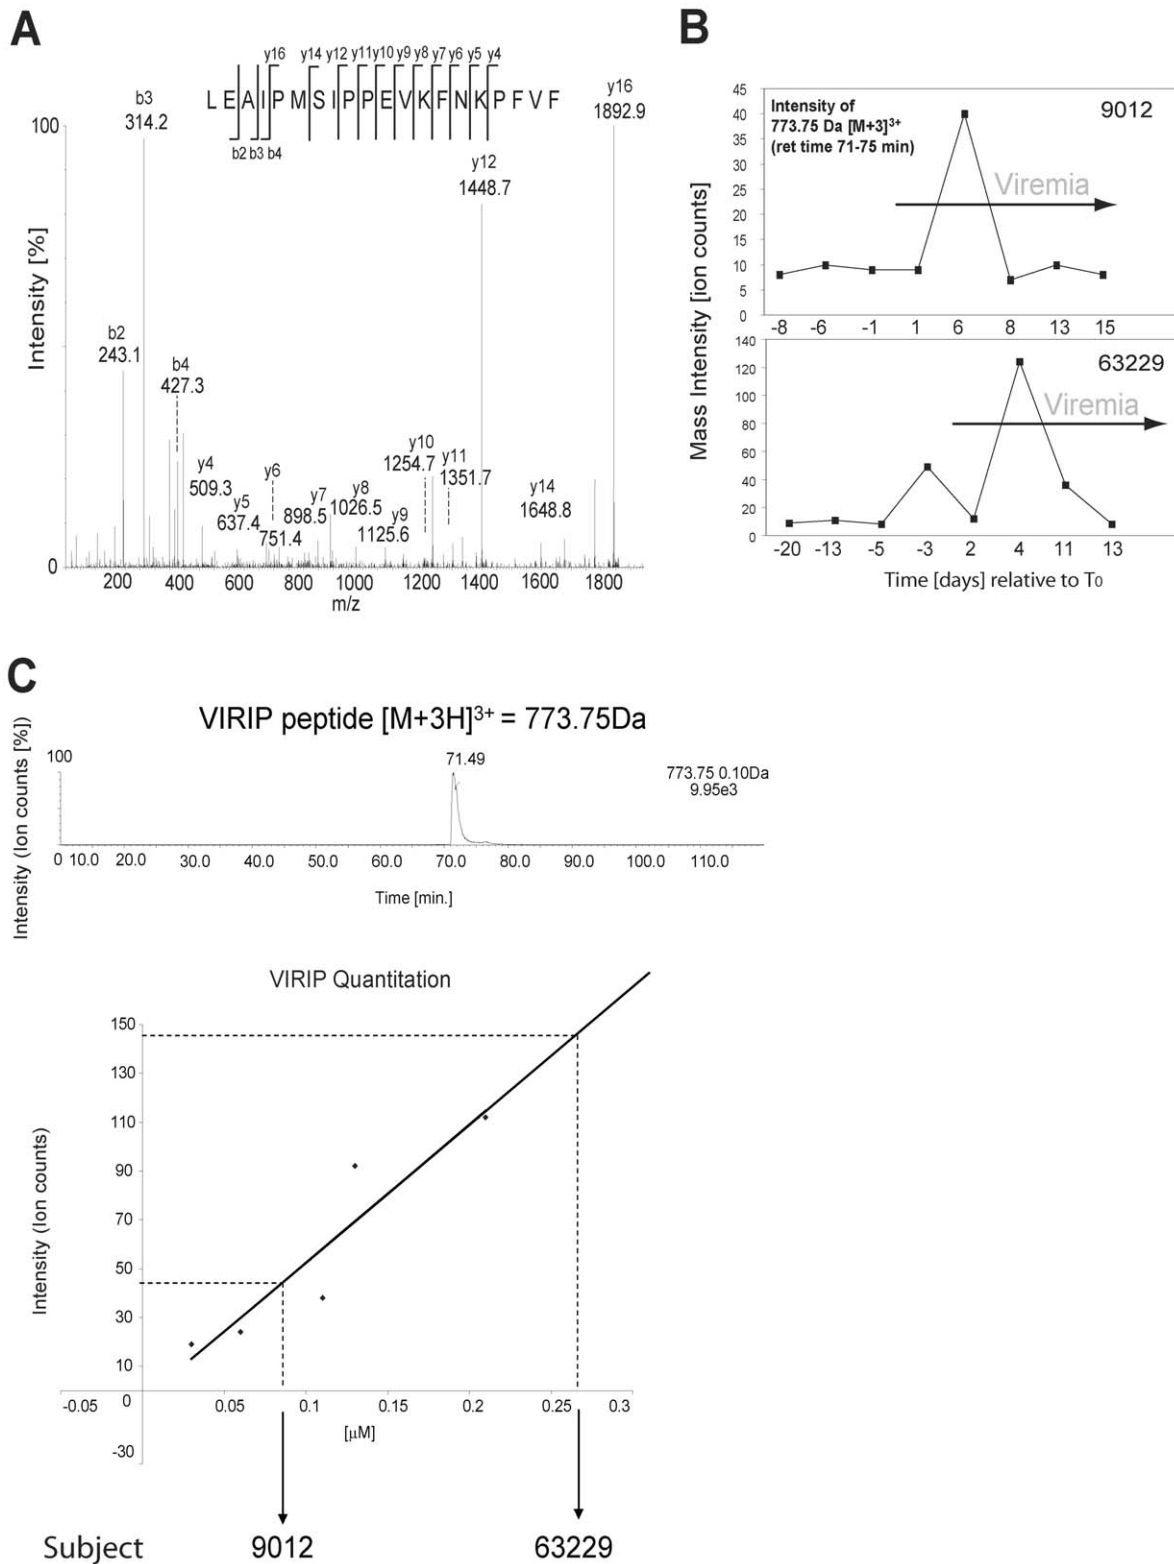 A
y16 y14 y12 y11 y10 y9 y8 y7 y6 y5 y4
L E A I P M S I P P E V K F N K P F V F
b2 b3 b4
b3
314.2
y16
1892.9
100
y12
1448.7
b2
243.1
b4
427.3
y4
509.3
y5
637.4
y6
751.4
y7
898.5
y8
1026.5
y9
1125.6
y10
1254.7
y11
1351.7
y14
1648.8
0
Intensity [%]
200 400 600 800 1000 1200 1400 1600 1800
m/z
B
Mass Intensity [ion counts]
45
40
35
30
25
20
15
10
5
0
Intensity of
773.75 Da [M+3]3+
(ret time 71-75 min)
9012
Viremia
-8 -6 -1 1 6 8 13 15
140
120
100
80
60
40
20
0
63229
Viremia
-20 -13 -5 -3 2 4 11 13
Time [days] relative to T0
C
VIRIP peptide [M+3H]3+ = 773.75Da
Intensity (Ion counts [%])
100
71.49
773.75 0.10Da
9.95e3
0 10.0 20.0 30.0 40.0 50.0 60.0 70.0 80.0 90.0 100.0 110.0
Time [min.]
VIRIP Quantitation
Intensity (Ion counts)
150
130
110
90
70
50
30
10
0
-30
-0.05 0.05 0.1 0.15 0.2 0.25 0.3
[μM]
Subject 9012 63229